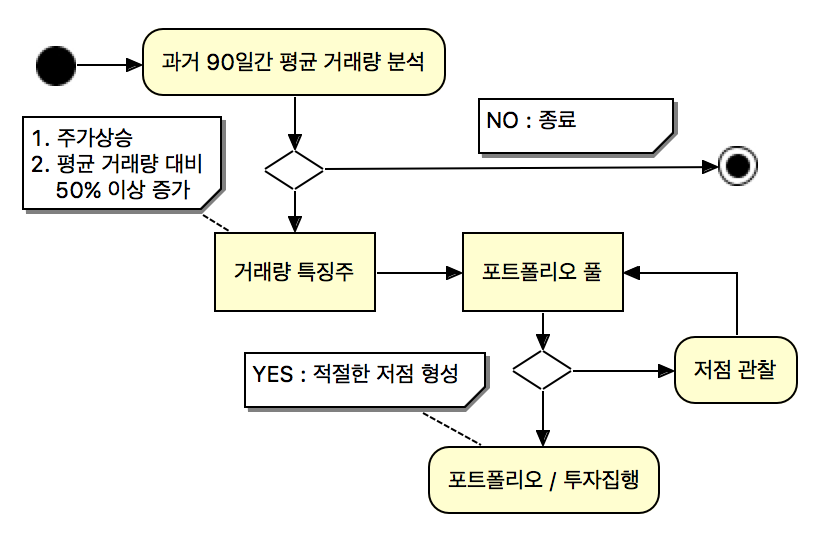 과거 90일간 평균 거래량 분석
NO : 종료
1. 주가상승
2. 평균 거래량 대비
50% 이상 증가
거래량 특징주
포트폴리오 풀
YES : 적절한 저점 형성
저점 관찰
포트폴리오 / 투자집행